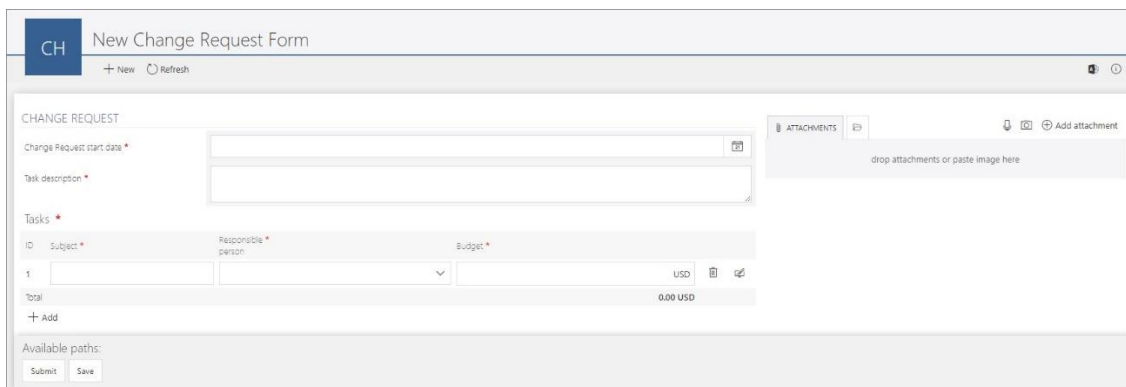 CH
New Change Request Form
New Refresh
CHANGE REQUEST
Change Request start date *
Task description *
Tasks *
ID Subject * Responsible * person Budget *
1 USD
Total 0.00 USD
Add
Available paths:
Submit Save
ATTACHMENTS Add attachment
drop attachments or paste image here